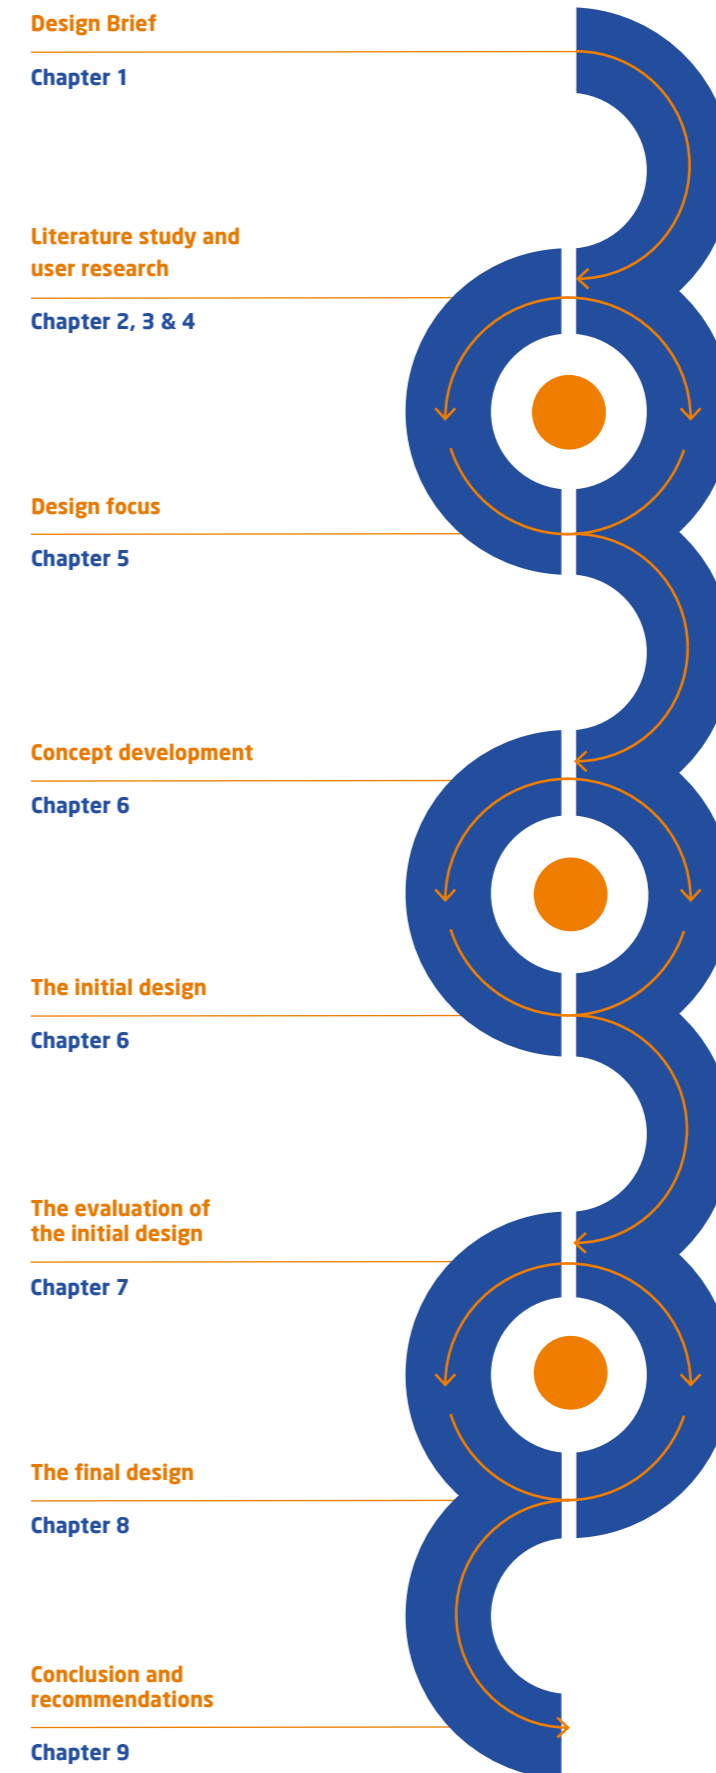 Design Brief
Chapter 1
Literature study and
user research
Chapter 2, 3 & 4
Design focus
Chapter 5
Concept development
Chapter 6
The initial design
Chapter 6
The evaluation of
the initial design
Chapter 7
The final design
Chapter 8
Conclusion and
recommendations
Chapter 9